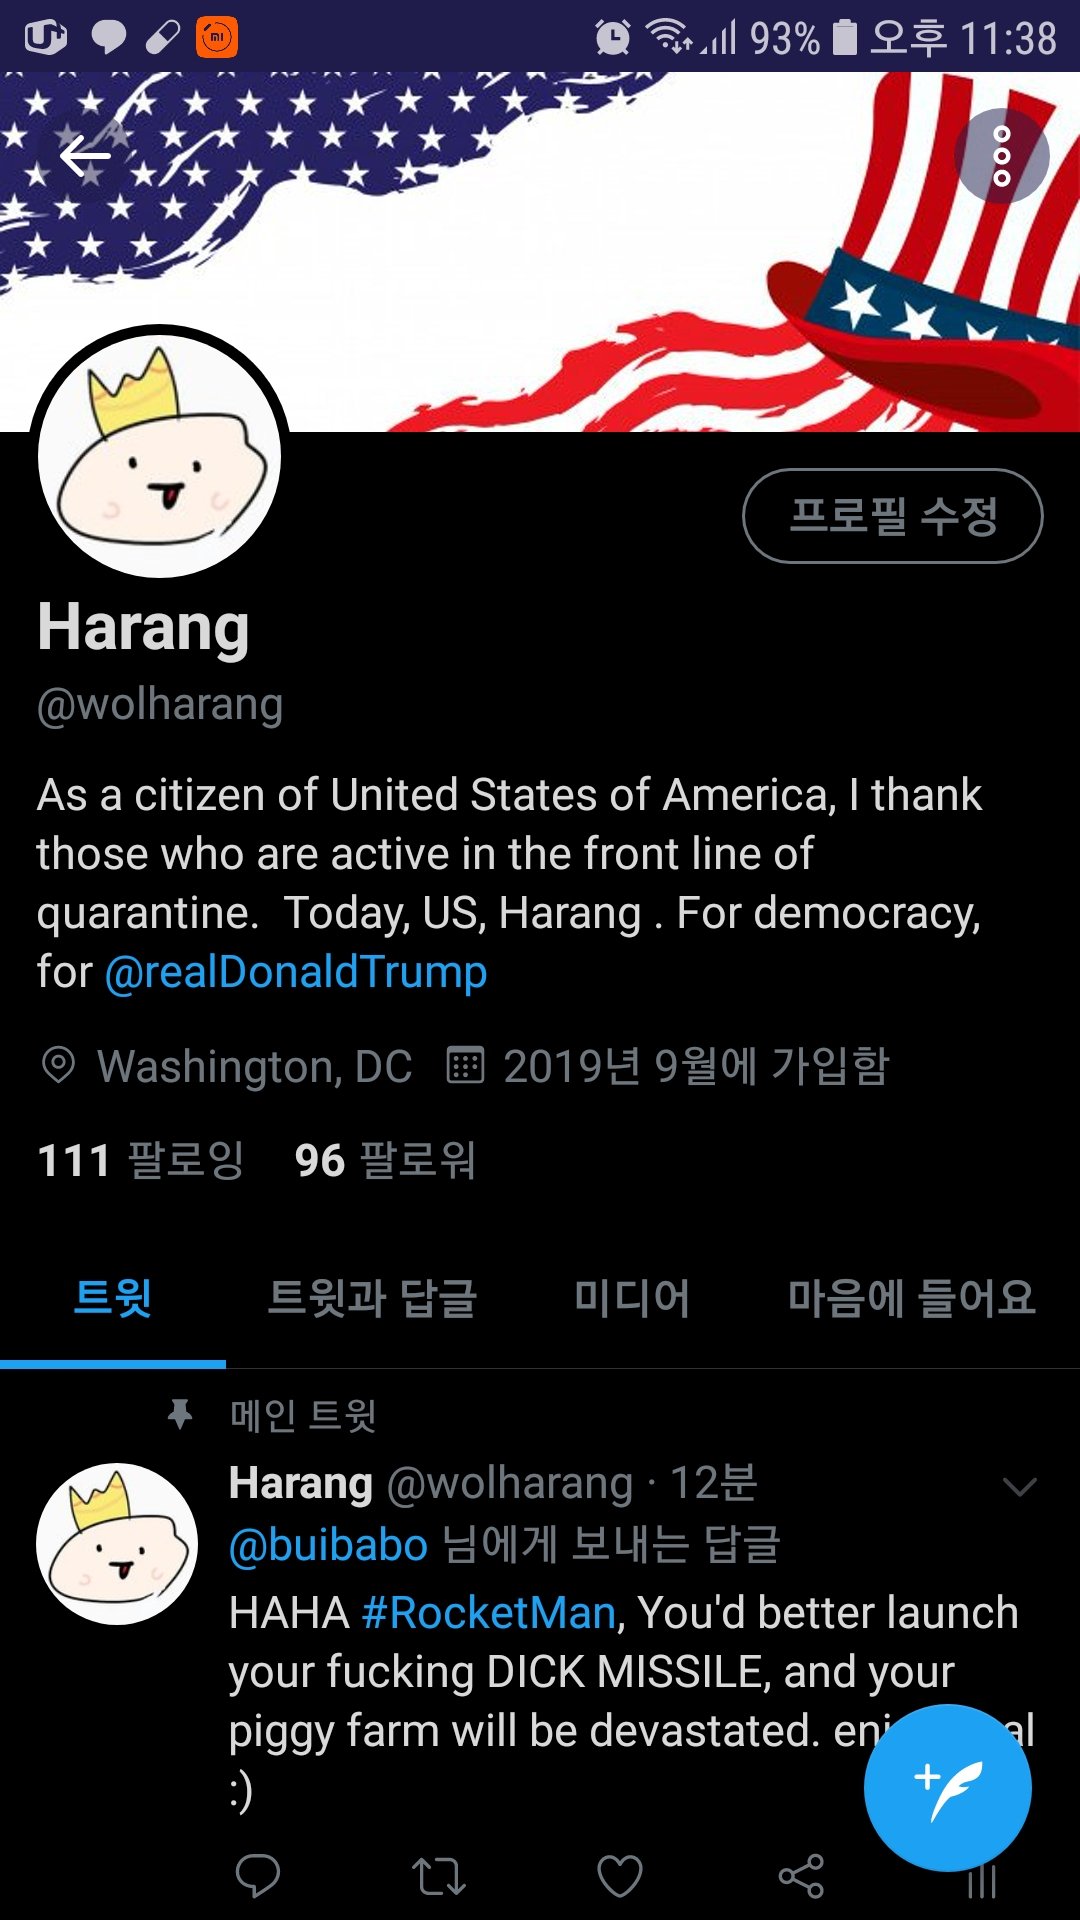 U+
MI
93% 오후 11:38
프로필 수정
Harang
@wolharang
As a citizen of United States of America, I thank
those who are active in the front line of
quarantine.  Today, US, Harang . For democracy,
for @realDonaldTrump
Washington, DC 2019년 9월에 가입함
111 팔로잉 96 팔로워
트윗 트윗과 답글 미디어 마음에 들어요
메인 트윗
Harang @wolharang · 12분
@buibabo 님에게 보내는 답글
HAHA #RocketMan, You'd better launch
your fucking DICK MISSILE, and your
piggy farm will be devastated.
:)